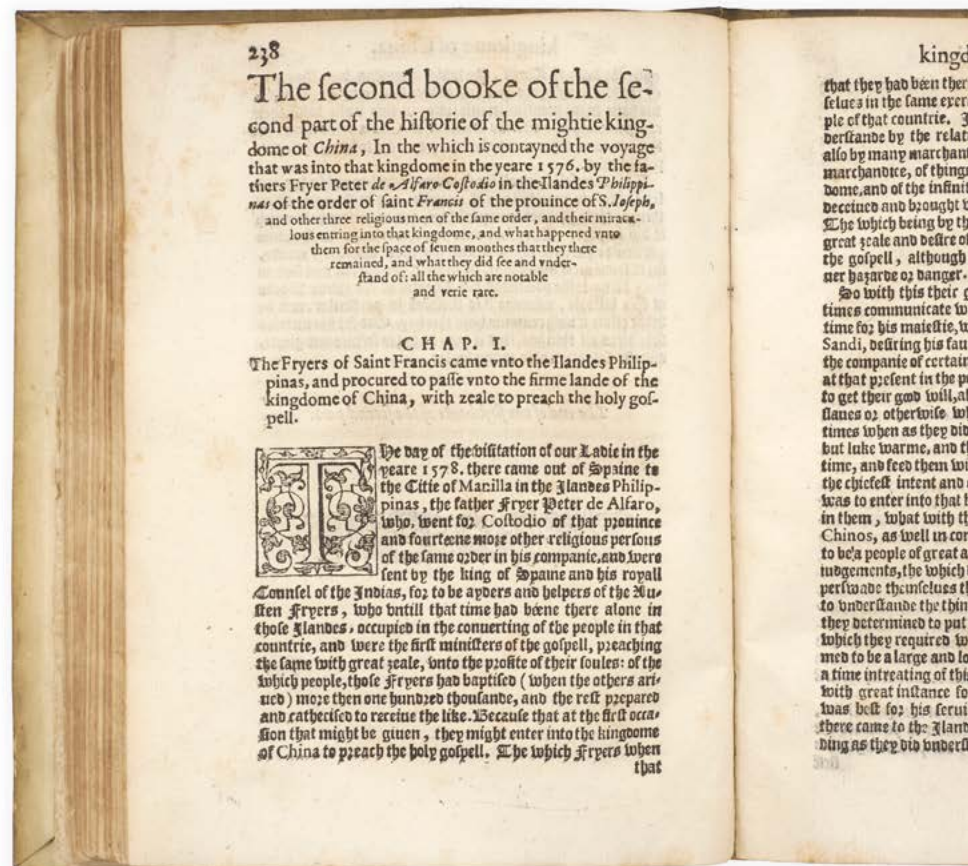 238
The ſecond booke of the ſe-
cond part of the hiſtorie of the mightie king-
dome of China, In the which is contayned the voyage
that was into that kingdome in the yeare 1576. by the fa-
thers Fryer Peter de Alfaro Coſtodio in the Ilandes Philippi-
nas of the order of ſaint Francis of the prouince of S. Ioſeph,
and other three religious men of the ſame order, and their miracu-
lous entring into that kingdome, and what happened vnto
them for the ſpace of ſeuen monthes that they there
remained, and what they did ſee and vnder-
ſtand of: all the which are notable
and verie rare.
CHAP. I.
The Fryers of Saint Francis came vnto the Ilandes Philip-
pinas, and procured to paſſe vnto the firme lande of the
kingdome of China, with zeale to preach the holy goſ-
pell.
THe day of the viſitation of our Ladie in the
yeare 1578. there came out of Spaine to
the Citie of Manilla in the Ilandes Philip-
pinas, the father Fryer Peter de Alfaro,
who, went for Coſtodio of that prouince
and fourteene more other religious perſons
of the ſame order in his companie, and were
ſent by the king of Spaine and his royall
Counſel of the Indias, for to be ayders and helpers of the Au-
ſten Fryers, who vntill that time had beene there alone in
thoſe Ilandes, occupied in the conuerting of the people in that
countrie, and were the firſt miniſters of the goſpell, preaching
the ſame with great zeale, vnto the profite of their ſoules: of the
which people, thoſe Fryers had baptiſed (when the others ari-
ued) more then one hundred thouſande, and the reſt prepared
and cathecіſed to receiue the like. Becauſe that at the firſt occa-
ſion that might be giuen, they might enter into the kingdome
of China to preach the holy goſpell. The which Fryers when
that
kingd
that they had been ther
ſelues in the ſame exer
ple of that countrie. I
derſtande by the relat
alſo by many marchant
marchandice, of things
dome, and of the infinit
deceiued and brought v
The which being by th
great zeale and deſire of
the goſpell, although
ner hazarde or danger.
So with this their g
times communicate w
time for his maieſtie, w
Sandi, deſiring his fau
the companie of certain
at that preſent in the pr
to get their good will, al
ſlaues or otherwiſe wh
times when as they did
but luke warme, and th
time, and feed them wi
the chiefeſt intent and
was to enter into that k
in them, what with th
Chinos, as well in cor
to be a people of great a
iudgements, the which
perſwade themſelues th
to vnderſtande the thin
they determined to put
which they required w
med to be a large and lo
a time intreating of this
with great inſtance fo
was beſt for his ſerui
there came to the Iland
ding as they did vnderſt